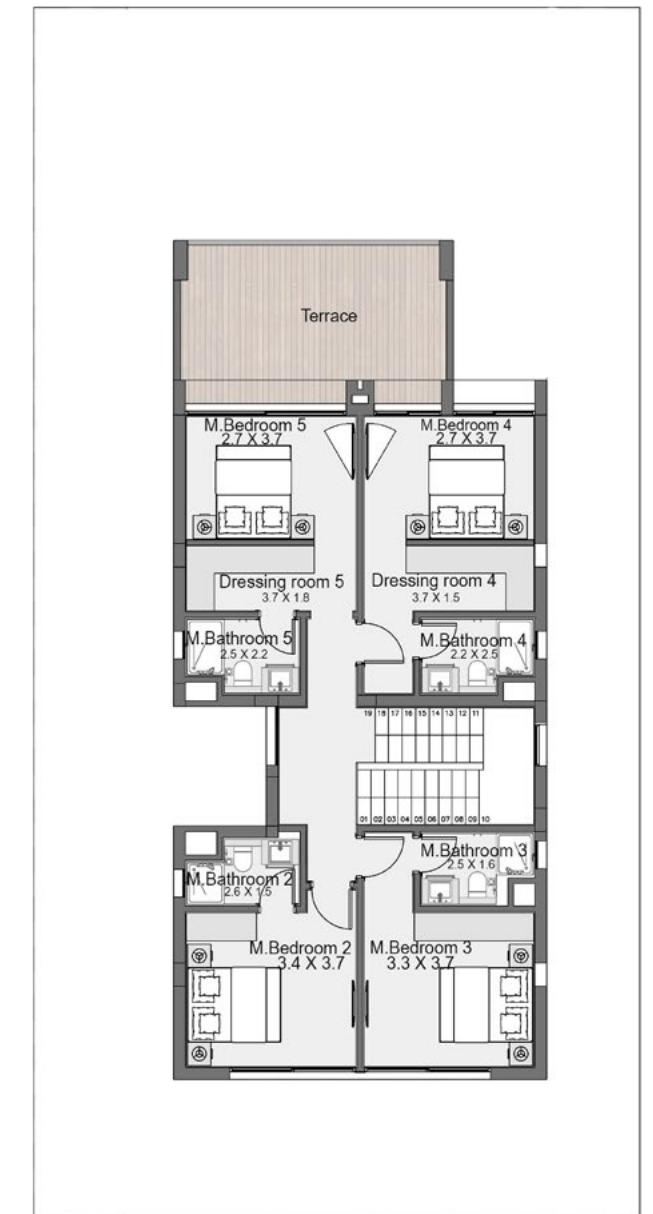 Terrace
M.Bedroom 5
2.7 X 3.7
M.Bedroom 4
2.7 X 3.7
Dressing room 5
3.7 X 1.8
Dressing room 4
3.7 X 1.5
M.Bathroom 5
2.5 X 2.2
M.Bathroom 4
2.2 X 2.5
19 18 17 16 15 14 13 12 11
01 02 03 04 05 06 07 08 09 10
M.Bathroom 2
2.6 X 1.5
M.Bathroom 3
2.5 X 1.6
M.Bedroom 2
3.4 X 3.7
M.Bedroom 3
3.3 X 3.7